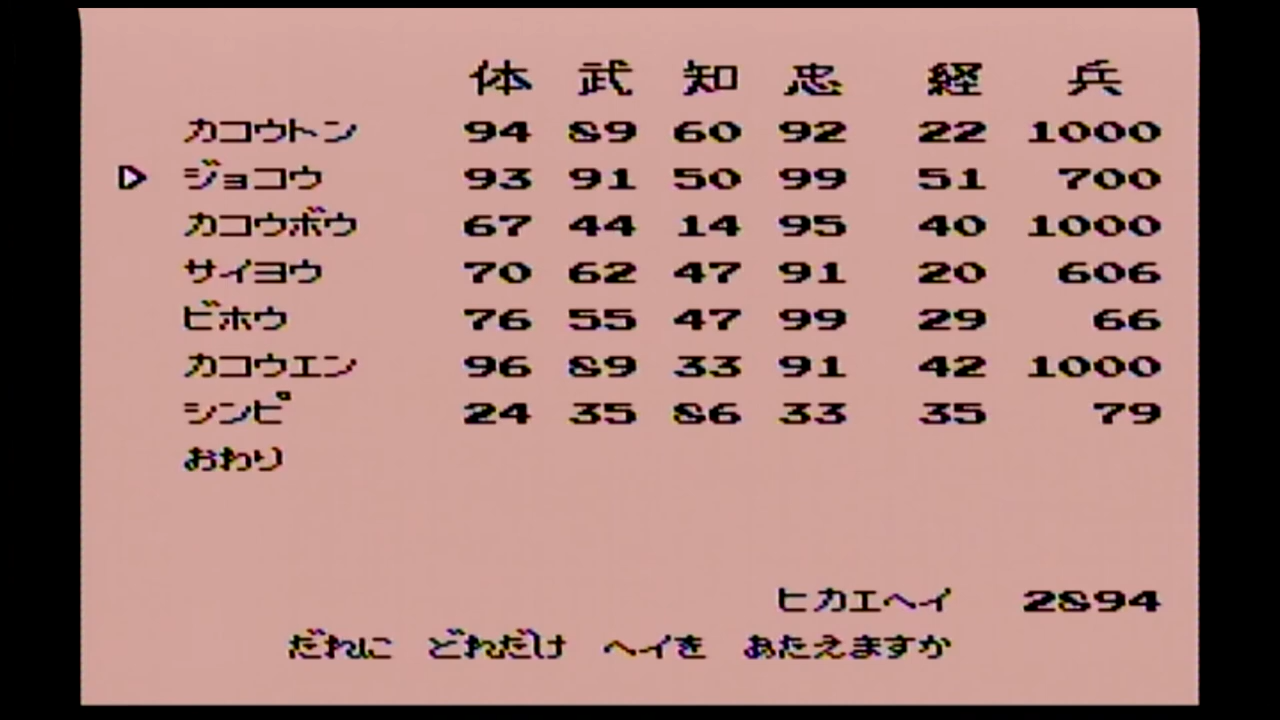 体 武 知 忠 経 兵
カコウトン 94 89 60 92 22 1000
ジョコウ 93 91 50 99 51 700
カコウボウ 67 44 14 95 40 1000
サイヨウ 70 62 47 91 20 606
ビホウ 76 55 47 99 29 66
カコウエン 96 89 33 91 42 1000
シンピ 24 35 86 33 35 79
おわり
ヒカエヘイ 2894
だれに どれだけ ヘイを あたえますか